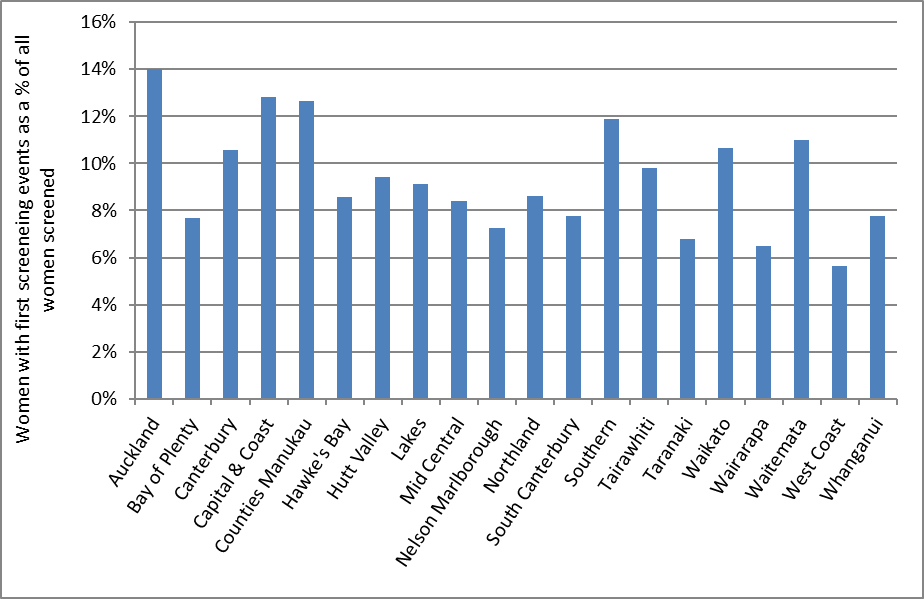 Women with first screeneing events as a % of all
women screened
16%
14%
12%
10%
8%
6%
4%
2%
0%
Auckland
Bay of Plenty
Canterbury
Capital & Coast
Counties Manukau
Hawke's Bay
Hutt Valley
Lakes
Mid Central
Nelson Marlborough
Northland
South Canterbury
Southern
Tairawhiti
Taranaki
Waikato
Wairarapa
Waitemata
West Coast
Whanganui